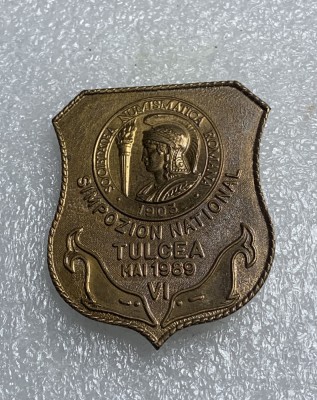 SOCIETATEA NUMISMATICA ROMANA
· 1903 ·
SIMPOZION NATIONAL
TULCEA
MAI 1989
VI